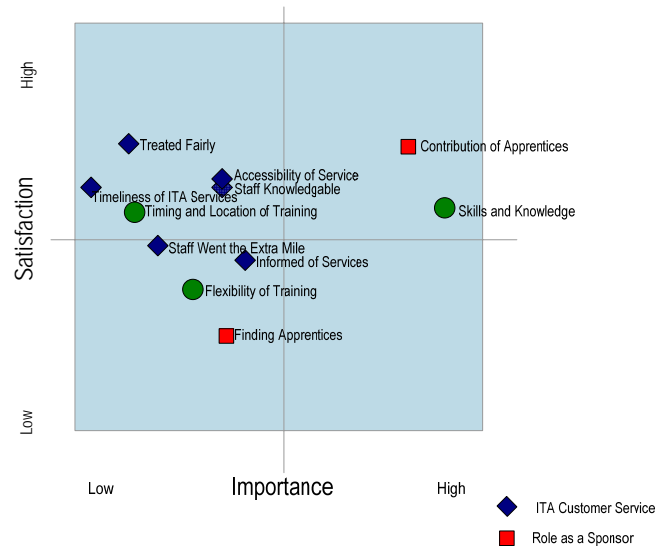 High
Treated Fairly
Contribution of Apprentices
Accessibility of Service
Staff Knowledgable
Timeliness of ITA Services
Timing and Location of Training
Skills and Knowledge
Satisfaction
Staff Went the Extra Mile
Informed of Services
Flexibility of Training
Finding Apprentices
Low
Low
Importance
High
ITA Customer Service
Role as a Sponsor